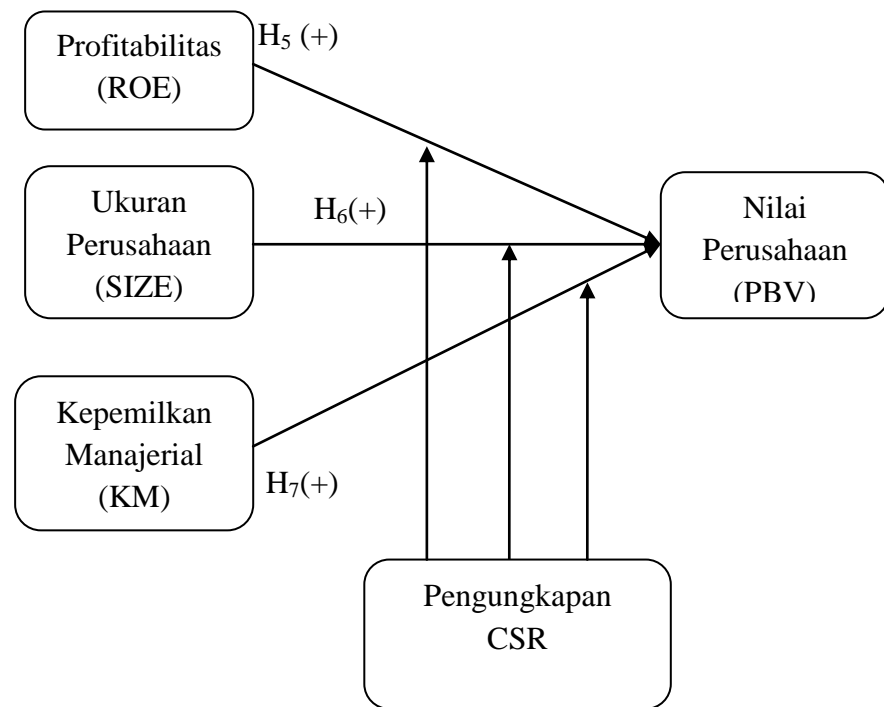 Profitabilitas
(ROE)
H₅ (+)
Ukuran
Perusahaan
(SIZE)
H₆(+)
Nilai
Perusahaan
(PBV)
Kepemilkan
Manajerial
(KM)
H₇(+)
Pengungkapan
CSR